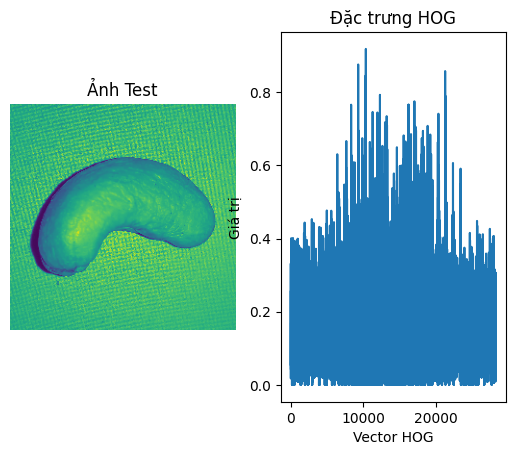 Ảnh Test
Đặc trưng HOG
Giá trị
0.8
0.6
0.4
0.2
0.0
0
10000
20000
Vector HOG